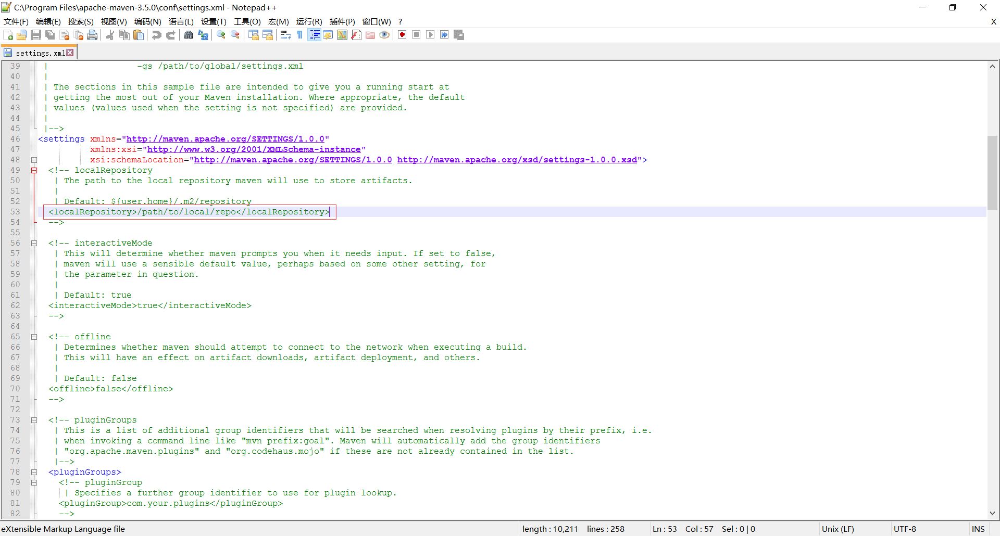 C:\Program Files\apache-maven-3.5.0\conf\settings.xml - Notepad++
文件(F) 编辑(E) 搜索(S) 视图(V) 编码(N) 语言(L) 设置(T) 工具(O) 宏(M) 运行(R) 插件(P) 窗口(W) ? X
settings.xml
39 | -gs /path/to/global/settings.xml
40 |
41 | The sections in this sample file are intended to give you a running start at
42 | getting the most out of your Maven installation. Where appropriate, the default
43 | values (values used when the setting is not specified) are provided.
44 |
45 |-->
46 <settings xmlns="http://maven.apache.org/SETTINGS/1.0.0"
47 xmlns:xsi="http://www.w3.org/2001/XMLSchema-instance"
48 xsi:schemaLocation="http://maven.apache.org/SETTINGS/1.0.0 http://maven.apache.org/xsd/settings-1.0.0.xsd">
49 <!-- localRepository
50 | The path to the local repository maven will use to store artifacts.
51 |
52 | Default: ${user.home}/.m2/repository
53 <localRepository>/path/to/local/repo</localRepository>
54 -->
55
56 <!-- interactiveMode
57 | This will determine whether maven prompts you when it needs input. If set to false,
58 | maven will use a sensible default value, perhaps based on some other setting, for
59 | the parameter in question.
60 |
61 | Default: true
62 <interactiveMode>true</interactiveMode>
63 -->
64
65 <!-- offline
66 | Determines whether maven should attempt to connect to the network when executing a build.
67 | This will have an effect on artifact downloads, artifact deployment, and others.
68 |
69 | Default: false
70 <offline>false</offline>
71 -->
72
73 <!-- pluginGroups
74 | This is a list of additional group identifiers that will be searched when resolving plugins by their prefix, i.e.
75 | when invoking a command line like "mvn prefix:goal". Maven will automatically add the group identifiers
76 | "org.apache.maven.plugins" and "org.codehaus.mojo" if these are not already contained in the list.
77 |-->
78 <pluginGroups>
79 <!-- pluginGroup
80 | Specifies a further group identifier to use for plugin lookup.
81 <pluginGroup>com.your.plugins</pluginGroup>
82 -->
eXtensible Markup Language file length : 10,211 lines : 258 Ln : 53 Col : 57 Sel : 0 | 0 Unix (LF) UTF-8 INS